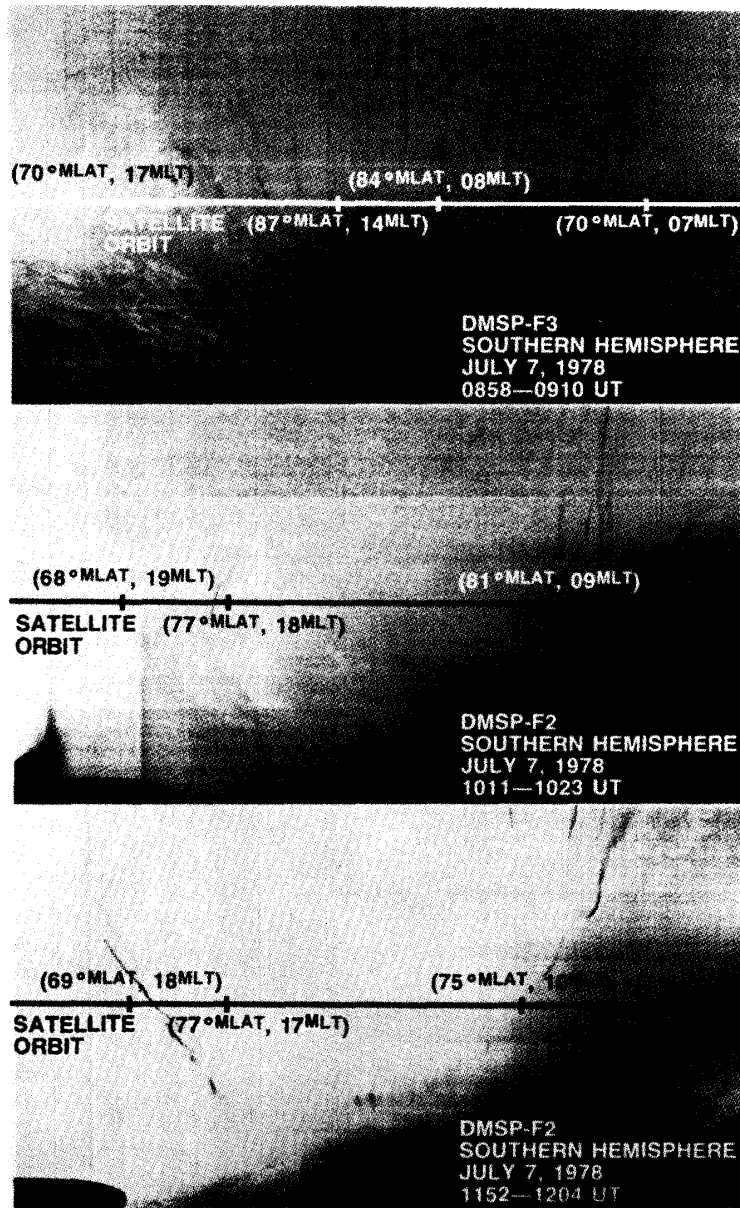 (70°MLAT, 17MLT)
(84°MLAT, 08MLT)
SATELLITE
ORBIT
(87°MLAT, 14MLT)
(70°MLAT, 07MLT)
DMSP-F3
SOUTHERN HEMISPHERE
JULY 7, 1978
0858—0910 UT
(68°MLAT, 19MLT)
(81°MLAT, 09MLT)
SATELLITE
ORBIT
(77°MLAT, 18MLT)
DMSP-F2
SOUTHERN HEMISPHERE
JULY 7, 1978
1011—1023 UT
(69°MLAT, 18MLT)
(75°MLAT,
SATELLITE
ORBIT
(77°MLAT, 17MLT)
DMSP-F2
SOUTHERN HEMISPHERE
JULY 7, 1978
1152—1204 UT